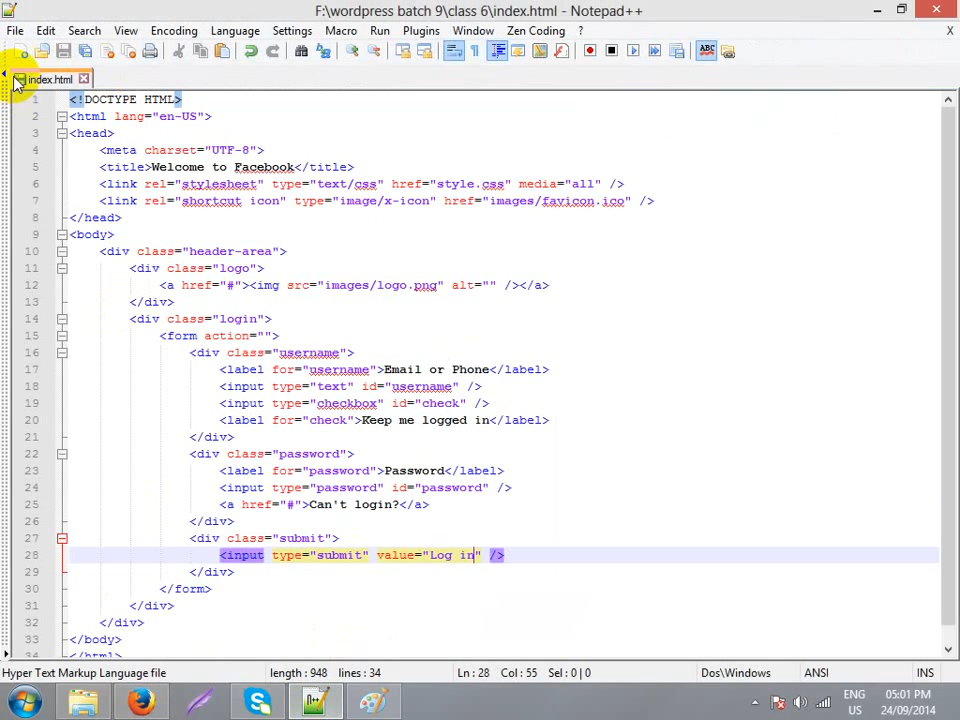 F:\wordpress batch 9\class 6\index.html - Notepad++
File Edit Search View Encoding Language Settings Macro Run Plugins Window Zen Coding ? X
index.html
1 <!DOCTYPE HTML>
2 <html lang="en-US">
3 <head>
4 <meta charset="UTF-8">
5 <title>Welcome to Facebook</title>
6 <link rel="stylesheet" type="text/css" href="style.css" media="all" />
7 <link rel="shortcut icon" type="image/x-icon" href="images/favicon.ico" />
8 </head>
9 <body>
10 <div class="header-area">
11 <div class="logo">
12 <a href="#"><img src="images/logo.png" alt="" /></a>
13 </div>
14 <div class="login">
15 <form action="">
16 <div class="username">
17 <label for="username">Email or Phone</label>
18 <input type="text" id="username" />
19 <input type="checkbox" id="check" />
20 <label for="check">Keep me logged in</label>
21 </div>
22 <div class="password">
23 <label for="password">Password</label>
24 <input type="password" id="password" />
25 <a href="#">Can't login?</a>
26 </div>
27 <div class="submit">
28 <input type="submit" value="Log in" />
29 </div>
30 </form>
31 </div>
32 </div>
33 </body>
34 </html>
Hyper Text Markup Language file length : 948 lines : 34 Ln : 28 Col : 55 Sel : 0 | 0 Dos\Windows ANSI INS
ENG 05:01 PM
US 24/09/2014